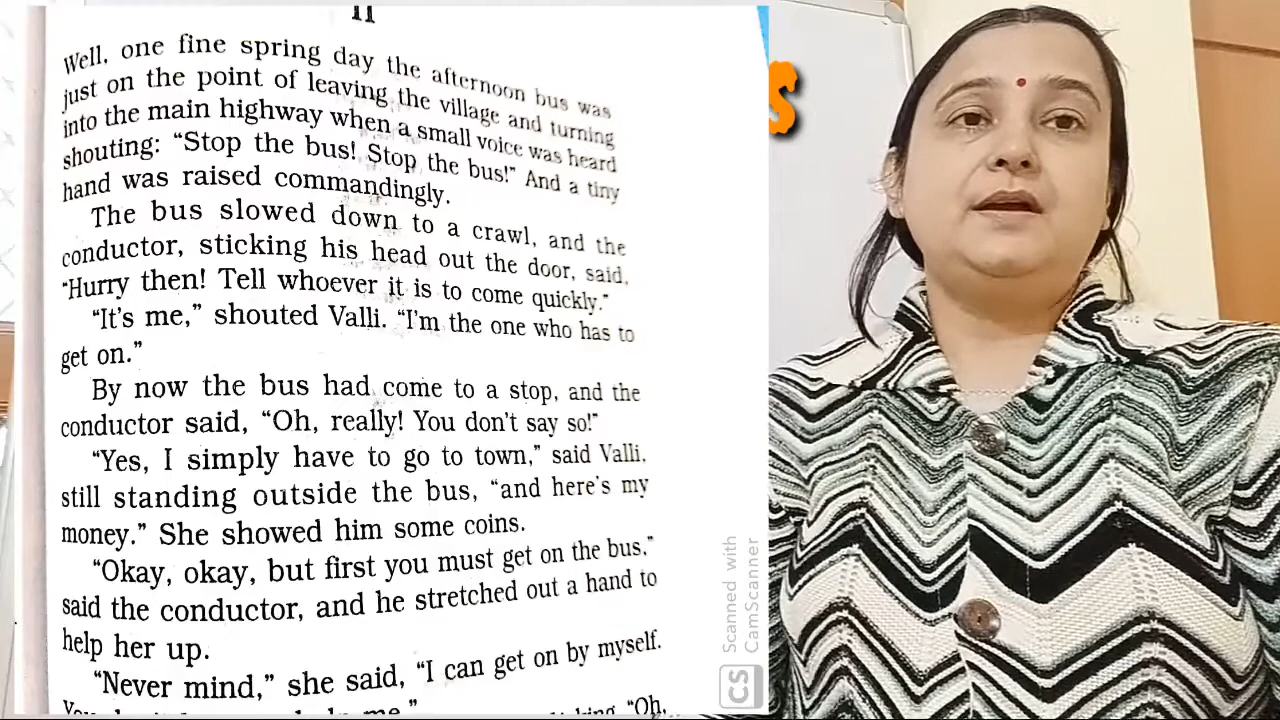 II
Well, one fine spring day the afternoon bus was
just on the point of leaving the village and turning
into the main highway when a small voice was heard
shouting: “Stop the bus! Stop the bus!” And a tiny
hand was raised commandingly.
The bus slowed down to a crawl, and the
conductor, sticking his head out the door, said,
“Hurry then! Tell whoever it is to come quickly.”
“It's me,” shouted Valli. “I'm the one who has to
get on.”
By now the bus had come to a stop, and the
conductor said, “Oh, really! You don't say so!”
“Yes, I simply have to go to town,” said Valli,
still standing outside the bus, “and here's my
money.” She showed him some coins.
“Okay, okay, but first you must get on the bus,”
said the conductor, and he stretched out a hand to
help her up.
“Never mind,” she said, “I can get on by myself.
You me.”
“Oh,
S
Scanned with
CamScanner
CS